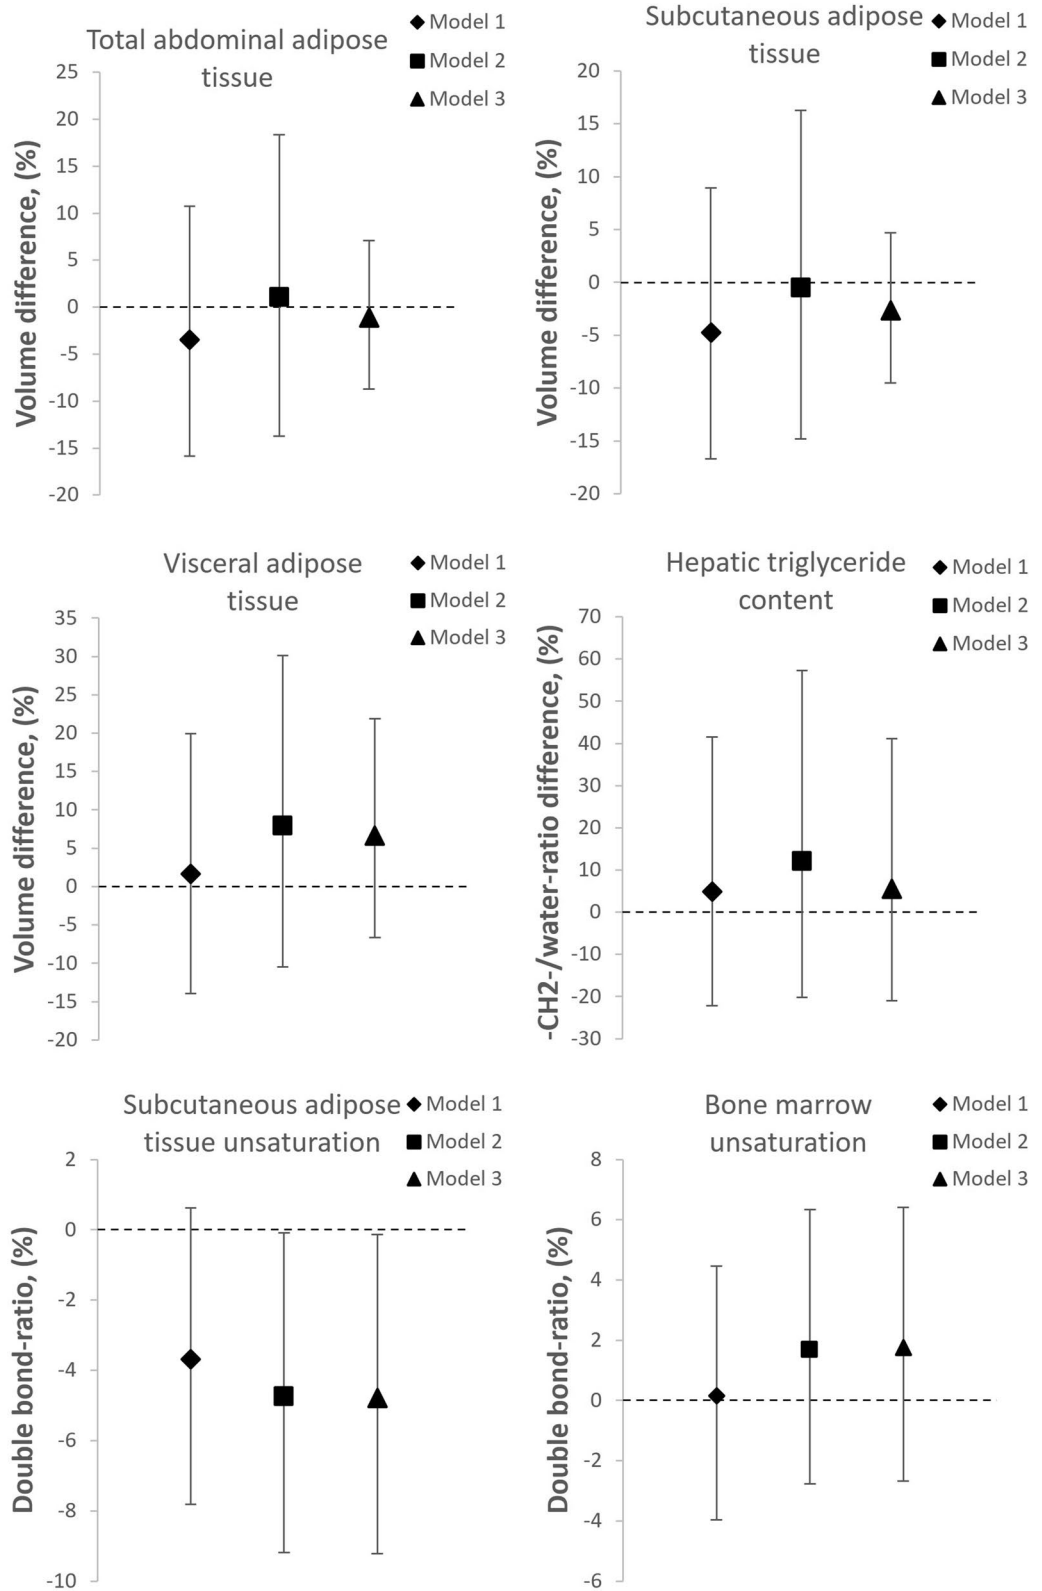 Total abdominal adipose
tissue
Model 1
Model 2
Model 3
Volume difference, (%)
25
20
15
10
5
0
-5
-10
-15
-20
Subcutaneous adipose
tissue
Model 1
Model 2
Model 3
Volume difference, (%)
20
15
10
5
0
-5
-10
-15
-20
Visceral adipose
tissue
Model 1
Model 2
Model 3
Volume difference, (%)
35
30
25
20
15
10
5
0
-5
-10
-15
-20
Hepatic triglyceride
content
Model 1
Model 2
Model 3
-CH2-/water-ratio difference, (%)
70
60
50
40
30
20
10
0
-10
-20
-30
Subcutaneous adipose
tissue unsaturation
Model 1
Model 2
Model 3
Double bond-ratio, (%)
2
0
-2
-4
-6
-8
-10
Bone marrow
unsaturation
Model 1
Model 2
Model 3
Double bond-ratio, (%)
8
6
4
2
0
-2
-4
-6